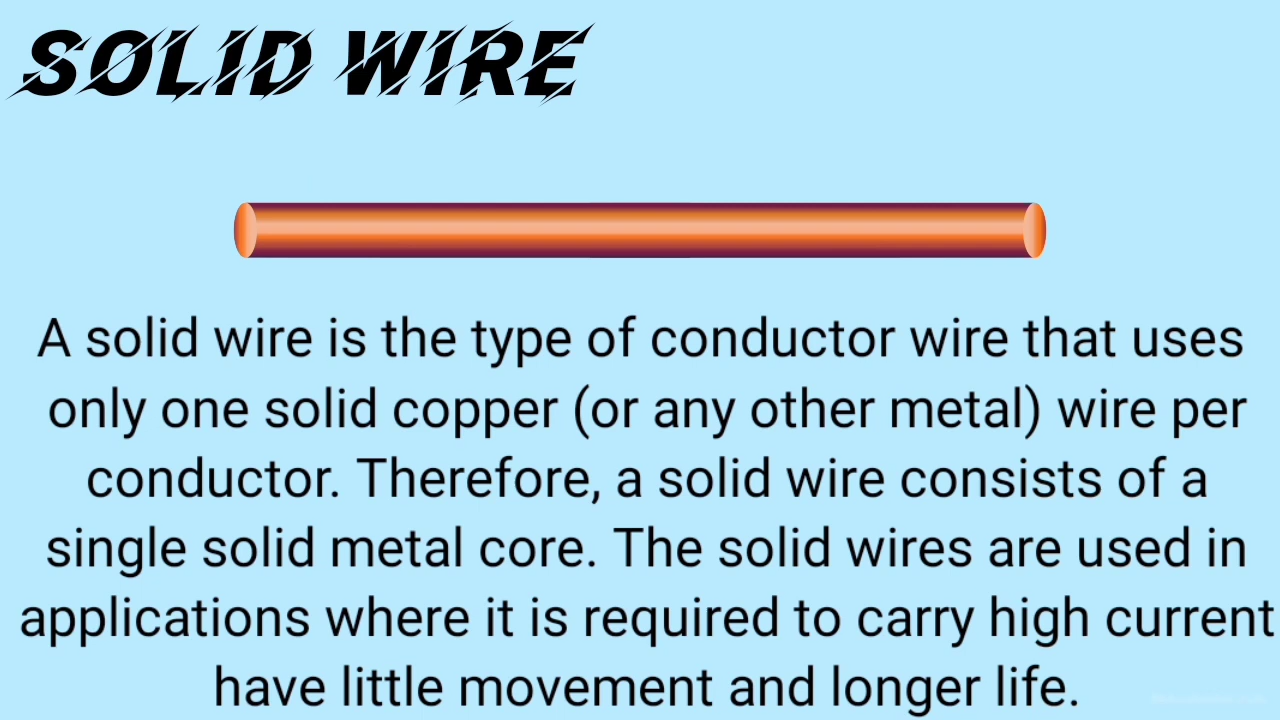 SOLID WIRE
A solid wire is the type of conductor wire that uses
only one solid copper (or any other metal) wire per
conductor. Therefore, a solid wire consists of a
single solid metal core. The solid wires are used in
applications where it is required to carry high current
have little movement and longer life.